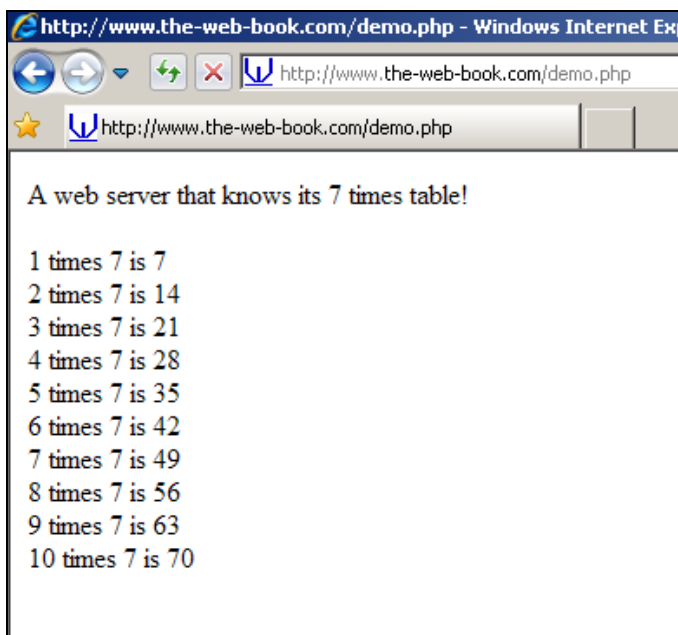 http://www.the-web-book.com/demo.php - Windows Internet Ex
http://www.the-web-book.com/demo.php
http://www.the-web-book.com/demo.php
A web server that knows its 7 times table!
1 times 7 is 7
2 times 7 is 14
3 times 7 is 21
4 times 7 is 28
5 times 7 is 35
6 times 7 is 42
7 times 7 is 49
8 times 7 is 56
9 times 7 is 63
10 times 7 is 70